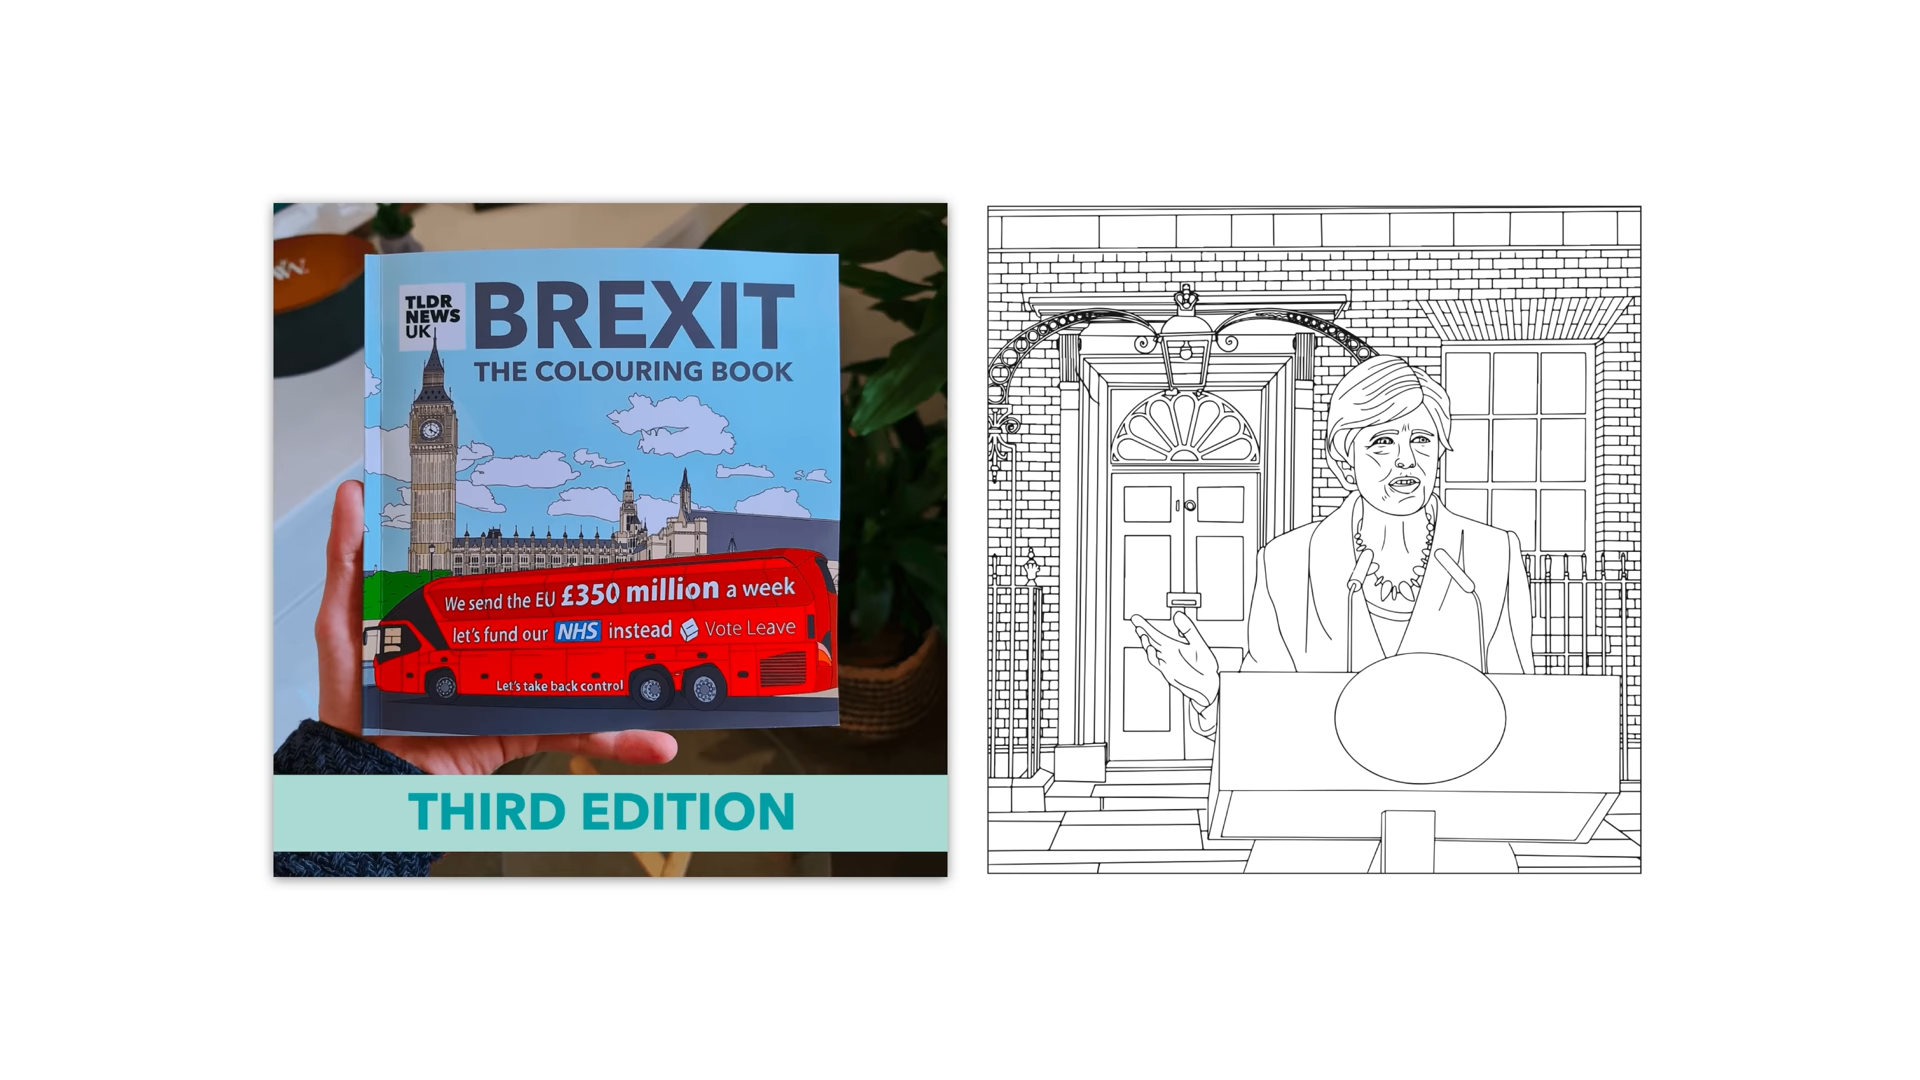 TLDR
NEWS
UK
BREXIT
THE COLOURING BOOK
We send the EU £350 million a week
let's fund our NHS instead Vote Leave
Let's take back control
THIRD EDITION